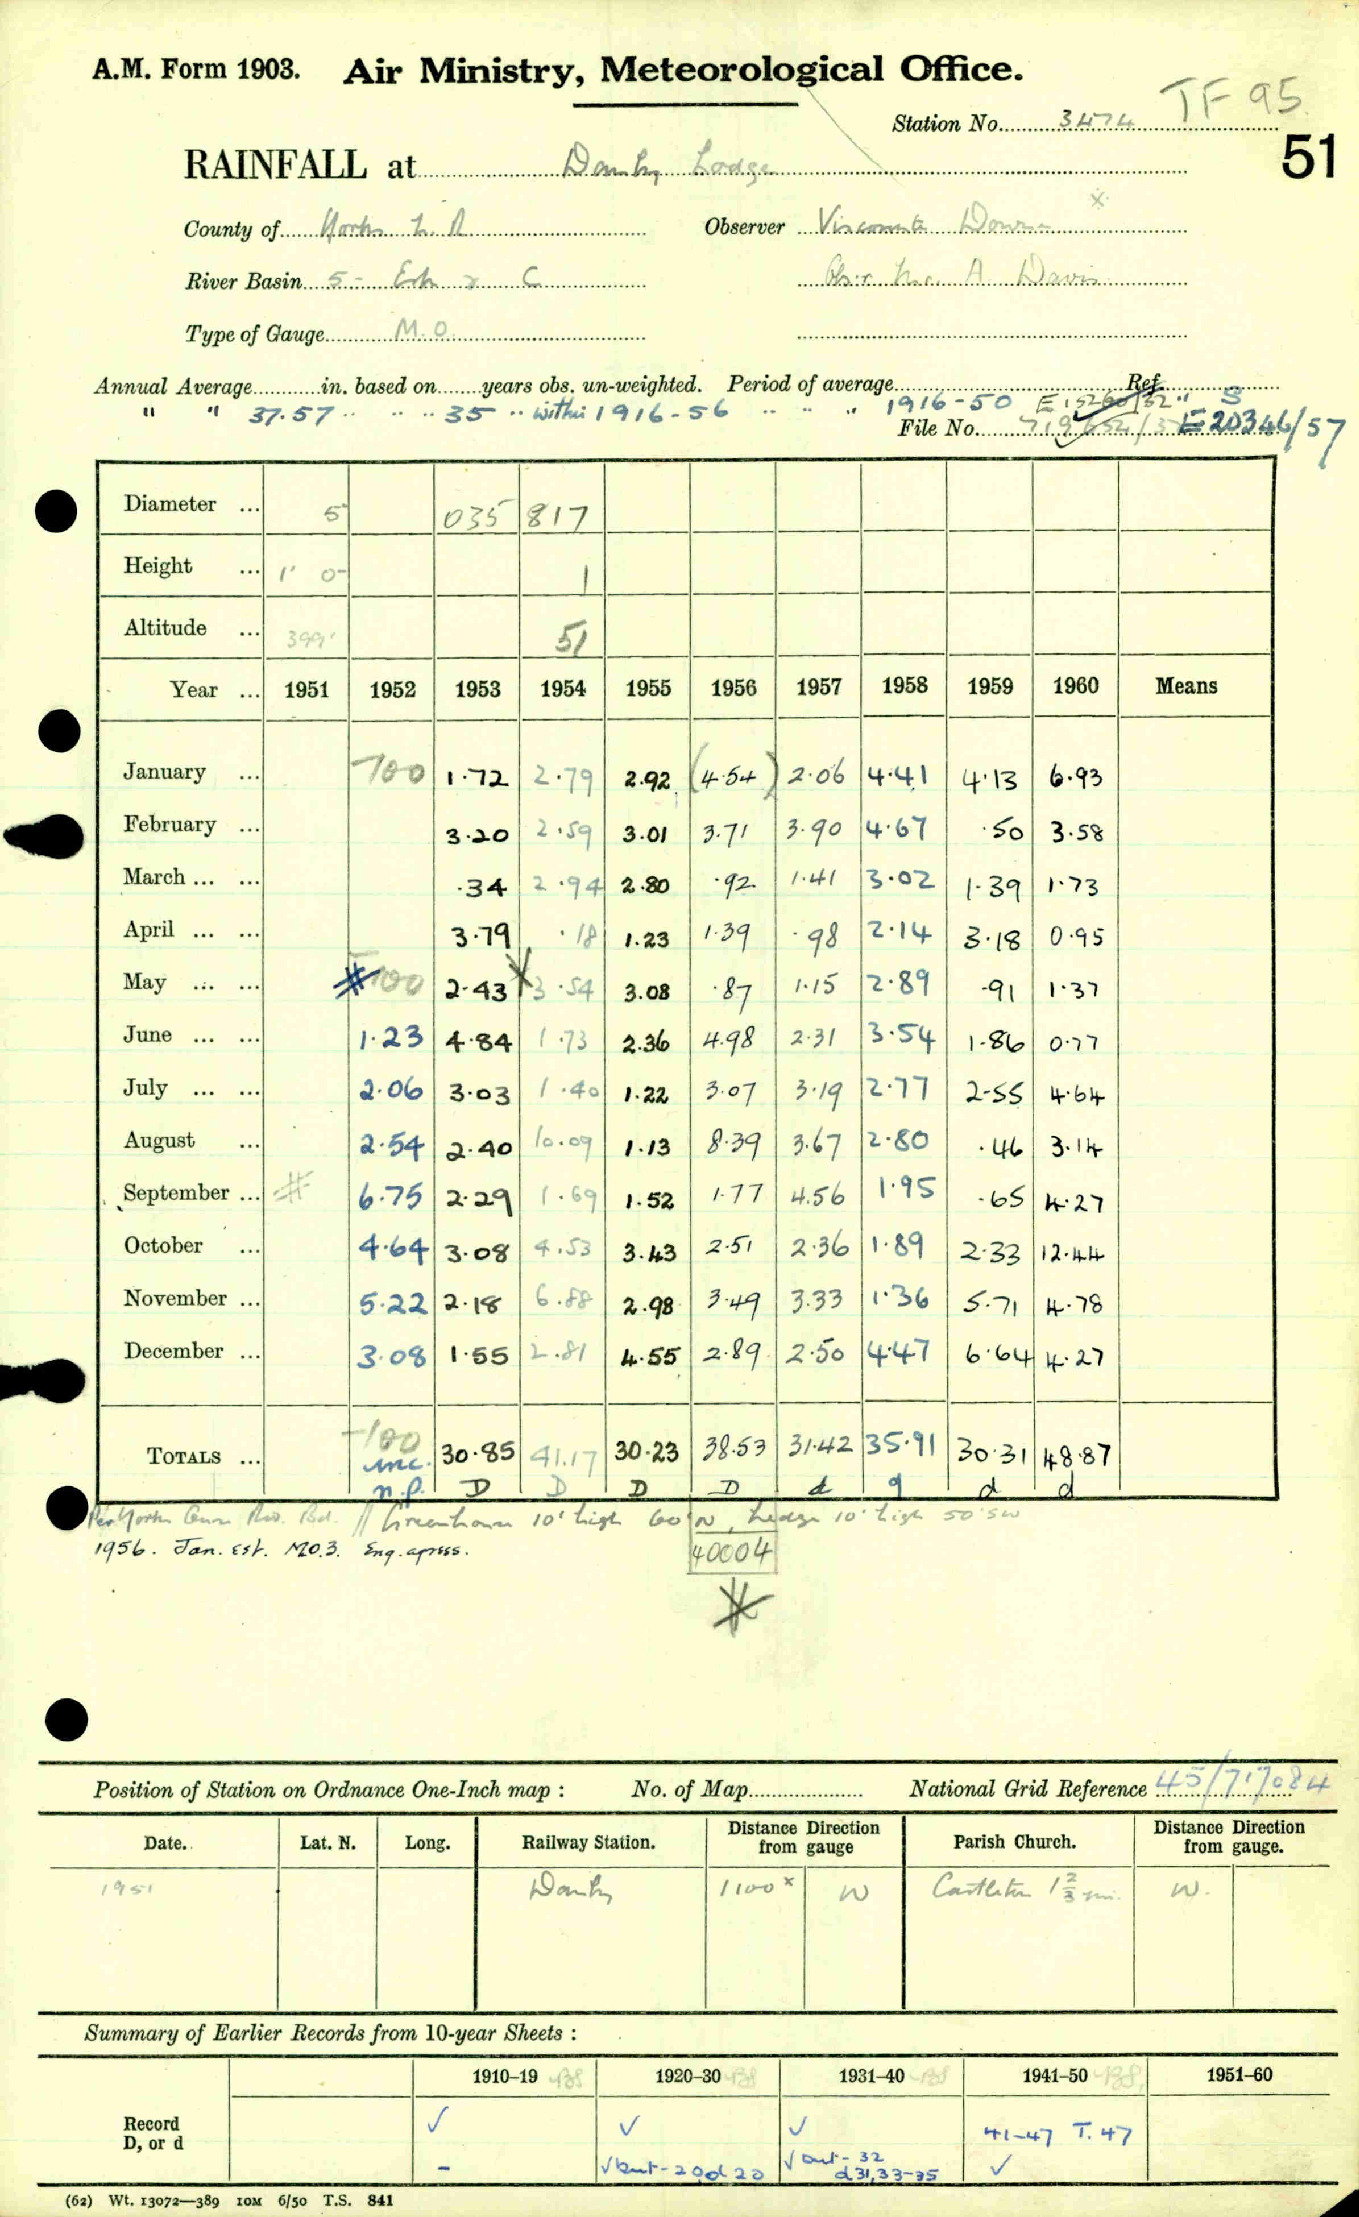 A.M. Form 1903. Air Ministry, Meteorological Office.
TF 95
Station No. 3474
51
RAINFALL at Danby Lodge
County of Yorks N. R Observer Viscount Downe x
River Basin 5 - Esk & C Obsr. Mr. A Davis
Type of Gauge M.O.
Annual Average in. based on years obs. un-weighted. Period of average Ref.
" " 37.57 " " " 35 " within 1916-56 " " " 1916-50 S
File No. E20346/57
Diameter ... 5 035 817
Height ... 1' 0" 1
Altitude ... 399' 51
Year ... 1951 1952 1953 1954 1955 1956 1957 1958 1959 1960 Means
January ... 100 1.72 2.79 2.92 (4.54) 2.06 4.41 4.13 6.93
February ... 3.20 2.59 3.01 3.71 3.90 4.67 .50 3.58
March ... ... .34 2.94 2.80 .92 1.41 3.02 1.39 1.73
April ... ... 3.79 .18 1.23 1.39 .98 2.14 3.18 0.95
May ... ... 100 2.43 3.54 3.08 .87 1.15 2.89 .91 1.37
June ... ... 1.23 4.84 1.73 2.36 4.98 2.31 3.54 1.86 0.77
July ... ... 2.06 3.03 1.40 1.22 3.07 3.19 2.77 2.55 4.64
August ... 2.54 2.40 10.09 1.13 8.39 3.67 2.80 .46 3.14
September ... 6.75 2.29 1.69 1.52 1.77 4.56 1.95 .65 4.27
October ... 4.64 3.08 4.53 3.43 2.51 2.36 1.89 2.33 12.44
November ... 5.22 2.18 6.88 2.98 3.49 3.33 1.36 5.71 4.78
December ... 3.08 1.55 2.81 4.55 2.89 2.50 4.47 6.64 4.27
TOTALS ... 100 30.85 41.17 30.23 38.53 31.42 35.91 30.31 48.87
inc. n.p. D D D D d g d d
Per Yorks Ouse Riv. Bd. // Greenhouse 10' high 60' N, hedge 10' high 50' SW
1956. Jan. Est. MO.3. Eng. apsss.
40004
Position of Station on Ordnance One-Inch map : No. of Map National Grid Reference 45/717084
Date. Lat. N. Long. Railway Station. Distance from Direction gauge Parish Church. Distance from Direction gauge.
1951 Danby 1100x W Castleton 1 2/3 mi. W.
Summary of Earlier Records from 10-year Sheets :
1910–19 1920–30 1931–40 1941–50 1951–60
Record ✓ ✓ ✓ 41-47 T. 47
D, or d - ✓ but - 20, d 20 ✓ but - 32 d 31, 33-35 ✓
(62) Wt. 13072—389 10M 6/50 T.S. 841